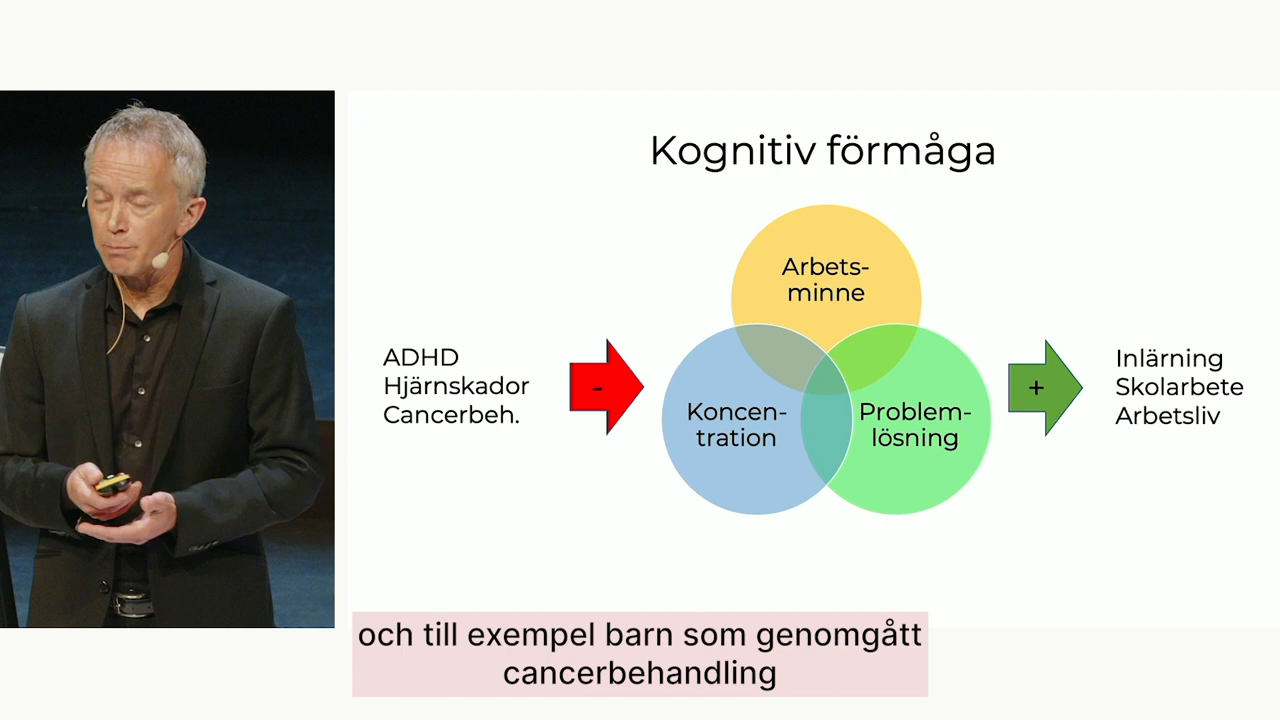 Kognitiv förmåga
Arbets-
minne
ADHD
Hjärnskador
Cancerbeh.
-
Koncen-
tration
Problem-
lösning
+
Inlärning
Skolarbete
Arbetsliv
och till exempel barn som genomgått
cancerbehandling